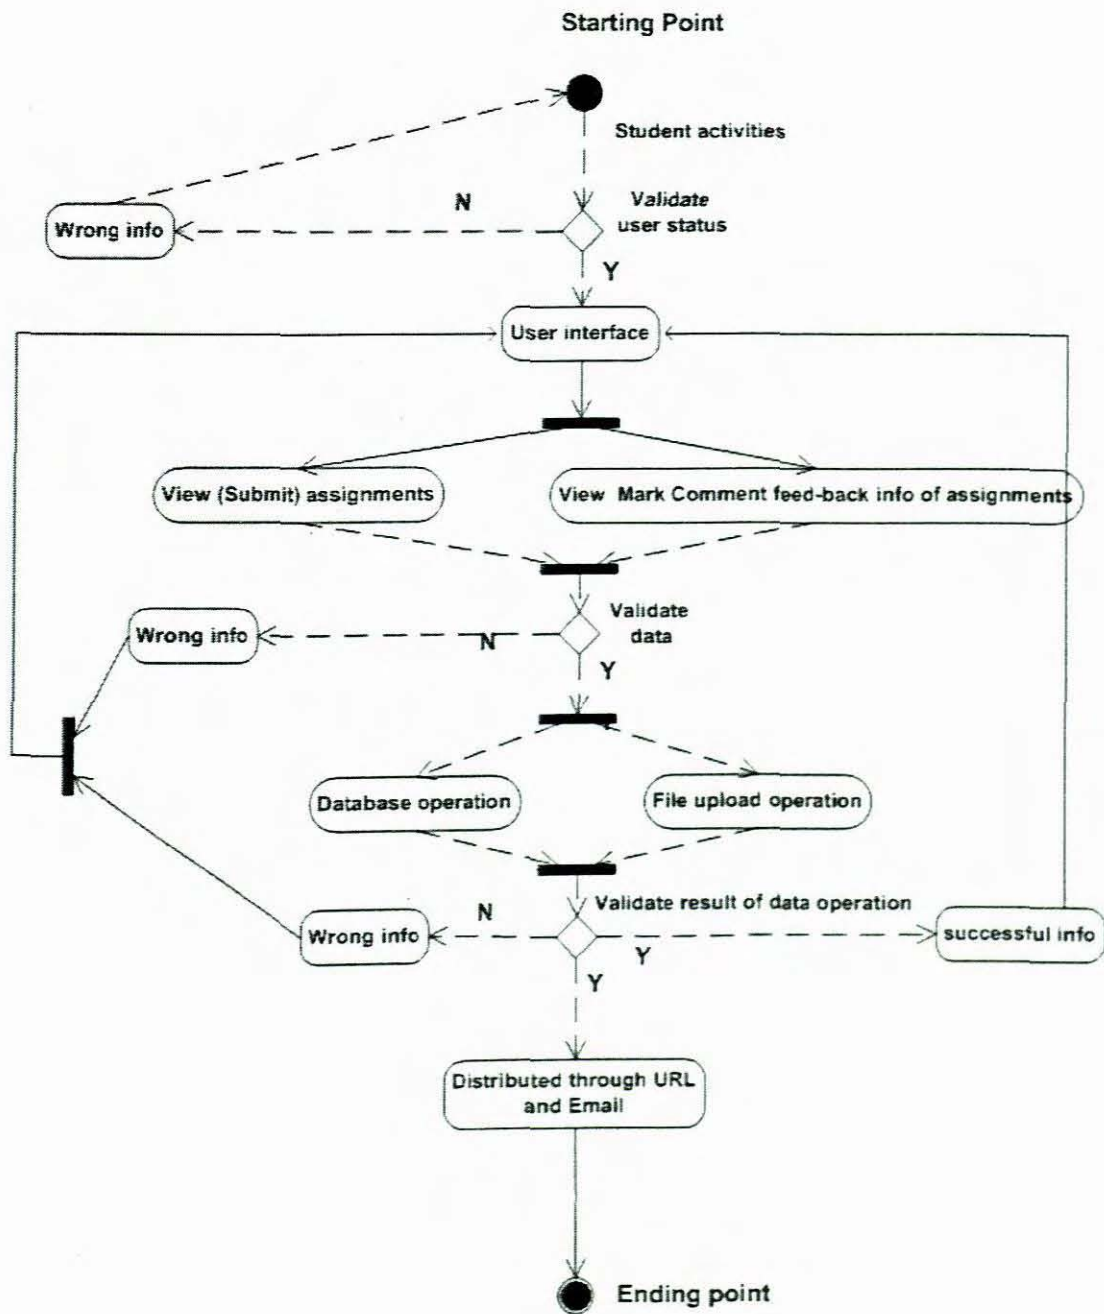 Starting Point
Student activities
Validate
user status
N
Wrong info
Y
User interface
View (Submit) assignments
View Mark Comment feed-back info of assignments
Validate
data
Wrong info
N
Y
Database operation
File upload operation
Validate result of data operation
N
Wrong info
successful info
Y
Y
Distributed through URL
and Email
Ending point